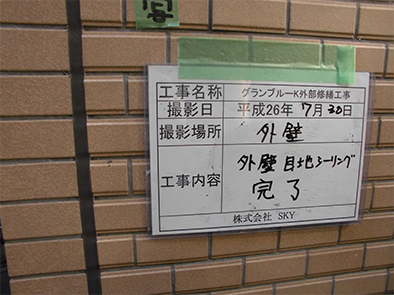 工事名称 グランブルーK外部修繕工事
撮影日 平成26年 7月 30日
撮影場所 外壁
工事内容 外壁目地シーリング
完了
株式会社 SKY